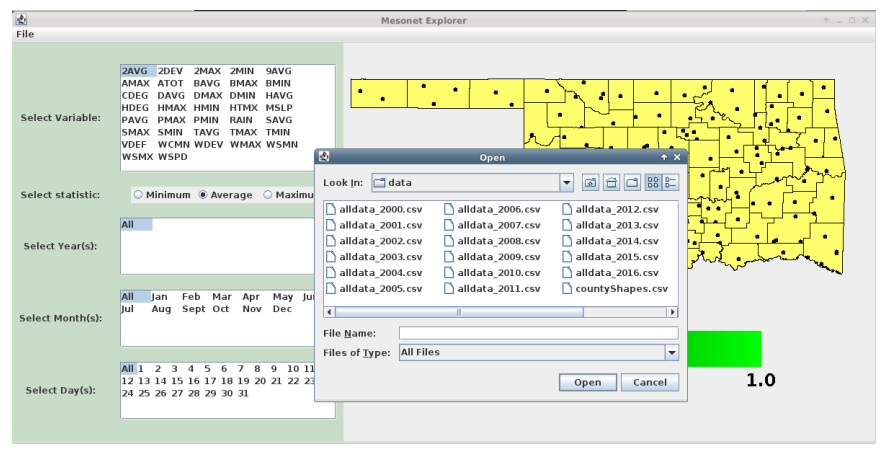 Mesonet Explorer
File
Select Variable:
2AVG 2DEV 2MAX 2MIN 9AVG
AMAX ATOT BAVG BMAX BMIN
CDEG DAVG DMAX DMIN HAVG
HDEG HMAX HMIN HTMX MSLP
PAVG PMAX PMIN RAIN SAVG
SMAX SMIN TAVG TMAX TMIN
VDEF WCMN WDEV WMAX WSMN
WSMX WSPD
Select statistic:
Minimum Average Maximu
Select Year(s):
All
Select Month(s):
All Jan Feb Mar Apr May Ju
Jul Aug Sept Oct Nov Dec
Select Day(s):
All 1 2 3 4 5 6 7 8 9 10 11
12 13 14 15 16 17 18 19 20 21 22 23
24 25 26 27 28 29 30 31
Open
Look In: data
alldata_2000.csv alldata_2006.csv alldata_2012.csv
alldata_2001.csv alldata_2007.csv alldata_2013.csv
alldata_2002.csv alldata_2008.csv alldata_2014.csv
alldata_2003.csv alldata_2009.csv alldata_2015.csv
alldata_2004.csv alldata_2010.csv alldata_2016.csv
alldata_2005.csv alldata_2011.csv countyShapes.csv
File Name:
Files of Type: All Files
Open Cancel
1.0